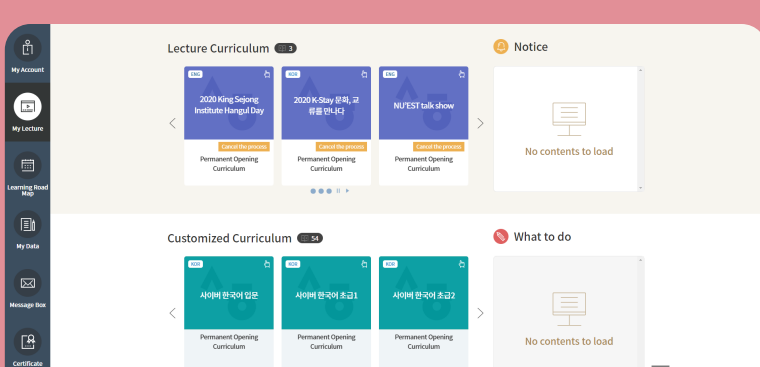 My Account
My Lecture
Learning Road
Map
My Data
Message Box
Certificate
Lecture Curriculum 3
ENG
2020 King Sejong
Institute Hangul Day
Cancel the process
Permanent Opening
Curriculum
KOR
2020 K-Stay 문화, 교
류를 만나다
Cancel the process
Permanent Opening
Curriculum
ENG
NU'EST talk show
Cancel the process
Permanent Opening
Curriculum
Notice
No contents to load
Customized Curriculum 54
KOR
사이버 한국어 입문
Permanent Opening
Curriculum
KOR
사이버 한국어 초급1
Permanent Opening
Curriculum
KOR
사이버 한국어 초급2
Permanent Opening
Curriculum
What to do
No contents to load